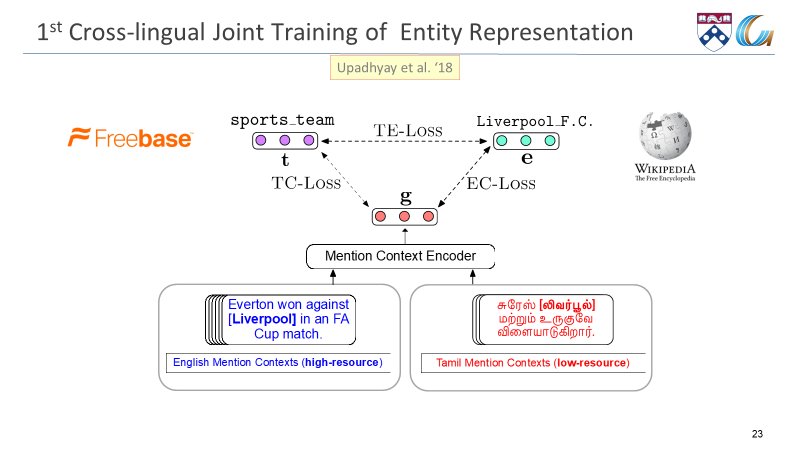 1st Cross-lingual Joint Training of Entity Representation
Upadhyay et al. ‘18
Freebase
sports_team
TE-Loss
Liverpool_F.C.
t
e
WIKIPEDIA
The Free Encyclopedia
TC-Loss
g
EC-Loss
Mention Context Encoder
Everton won against
[Liverpool] in an FA
Cup match.
English Mention Contexts (high-resource)
சுரேஸ் [லிவர்பூல்]
மற்றும் உருகுவே
விளையாடுகிறார்.
Tamil Mention Contexts (low-resource)
23